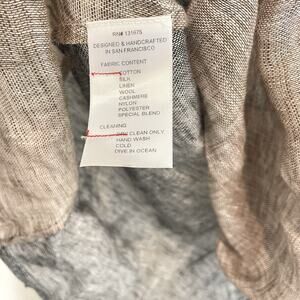 RN# 131675
DESIGNED & HANDCRAFTED
IN SAN FRANCISCO
FABRIC CONTENT
COTTON
SILK
LINEN
WOOL
CASHMERE
NYLON
POLYESTER
SPECIAL BLEND
CLEANING
DRY CLEAN ONLY
HAND WASH
COLD
DIVE IN OCEAN